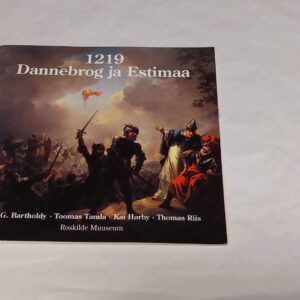 1219
Dannebrog ja Estimaa
G. Bartholdy · Toomas Tamla · Kai Hørby · Thomas Riis
Roskilde Muuseum